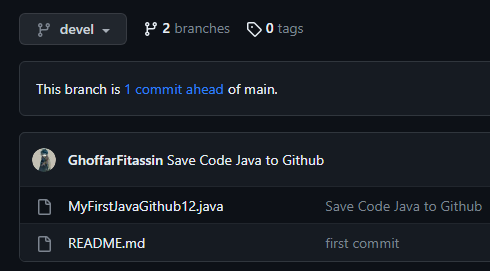 devel 2 branches 0 tags
This branch is 1 commit ahead of main.
GhoffarFitassin Save Code Java to Github
MyFirstJavaGithub12.java Save Code Java to Github
README.md first commit